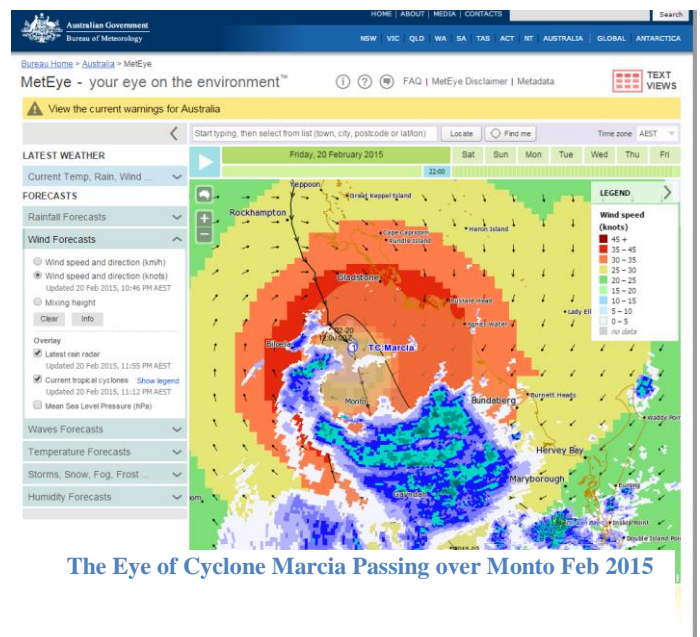 HOME | ABOUT | MEDIA | CONTACTS
Search
Australian Government
Bureau of Meteorology
NSW VIC QLD WA SA TAS ACT NT AUSTRALIA GLOBAL ANTARCTICA
Bureau Home > Australia > MetEye
MetEye - your eye on the environment™
FAQ | MetEye Disclaimer | Metadata
TEXT
VIEWS
View the current warnings for Australia
Start typing, then select from list (town, city, postcode or lat/lon)
Locate
Find me
Time zone AEST
LATEST WEATHER
Friday, 20 February 2015
Sat Sun Mon Tue Wed Thu Fri
22:00
Current Temp, Rain, Wind ...
FORECASTS
Rainfall Forecasts
Wind Forecasts
Wind speed and direction (km/h)
Wind speed and direction (knots)
Updated 20 Feb 2015, 10:46 PM AEST
Mixing height
Clear
Info
Overlay
Latest rain radar
Updated 20 Feb 2015, 11:55 PM AEST
Current tropical cyclones Show legend
Updated 20 Feb 2015, 11:12 PM AEST
Mean Sea Level Pressure (hPa)
Waves Forecasts
Temperature Forecasts
Storms, Snow, Fog, Frost ...
Humidity Forecasts
LEGEND
Wind speed
(knots)
45 +
35 – 45
30 – 35
25 – 30
20 – 25
15 – 20
10 – 15
5 – 10
0 – 5
no data
Yeppoon
Great Keppel Island
Rockhampton
Heron Island
Cape Capricorn
Rundle Island
Gladstone
Bustard Head
Lady
Agnes Water
Biloela
TC Marcia
Monto
Bundaberg
Burnett Heads
Waddy
Hervey Bay
Maryborough
Eurong
Inskip Point
Double Island
Gayndah
The Eye of Cyclone Marcia Passing over Monto Feb 2015